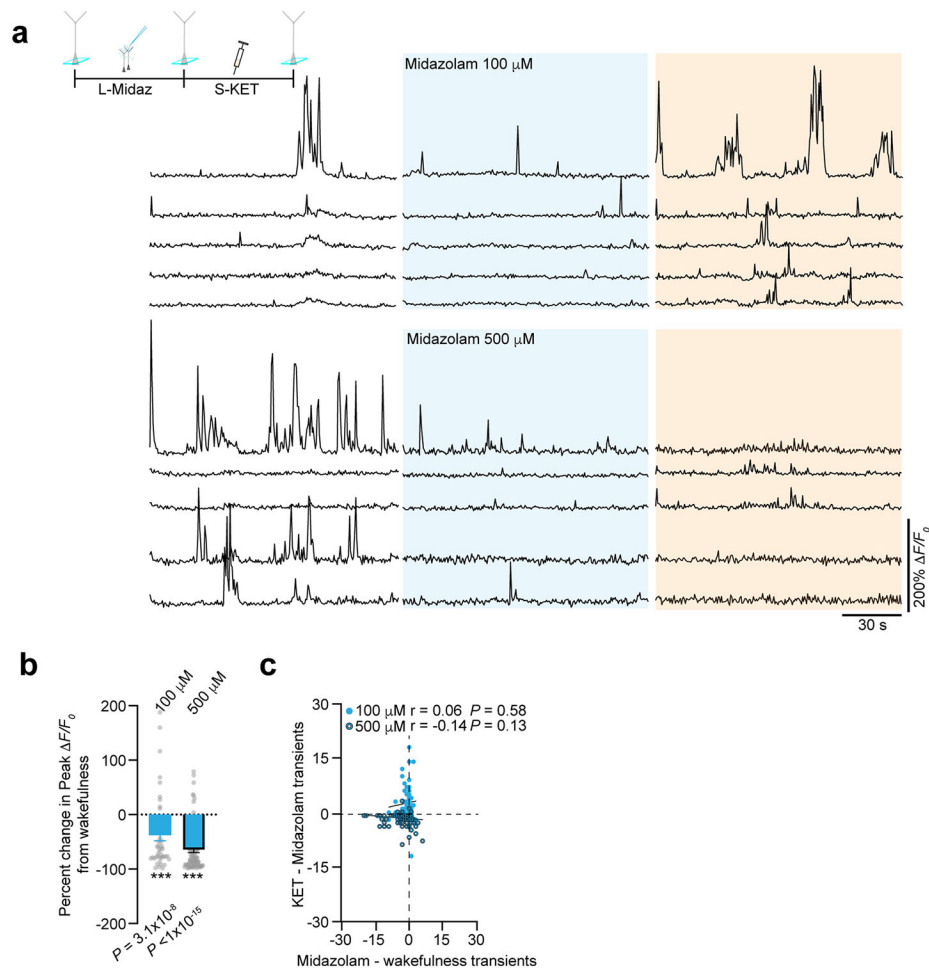 a
L-Midaz
S-KET
Midazolam 100 μM
Midazolam 500 μM
200% ΔF/F0
30 s
b
100 μM
500 μM
Percent change in Peak ΔF/F0
from wakefulness
200
100
0
-100
-200
***
***
P = 3.1x10-8
P <1x10-15
c
30
100 μM r = 0.06 P = 0.58
500 μM r = -0.14 P = 0.13
15
0
-15
-30
KET - Midazolam transients
-30 -15 0 15 30
Midazolam - wakefulness transients